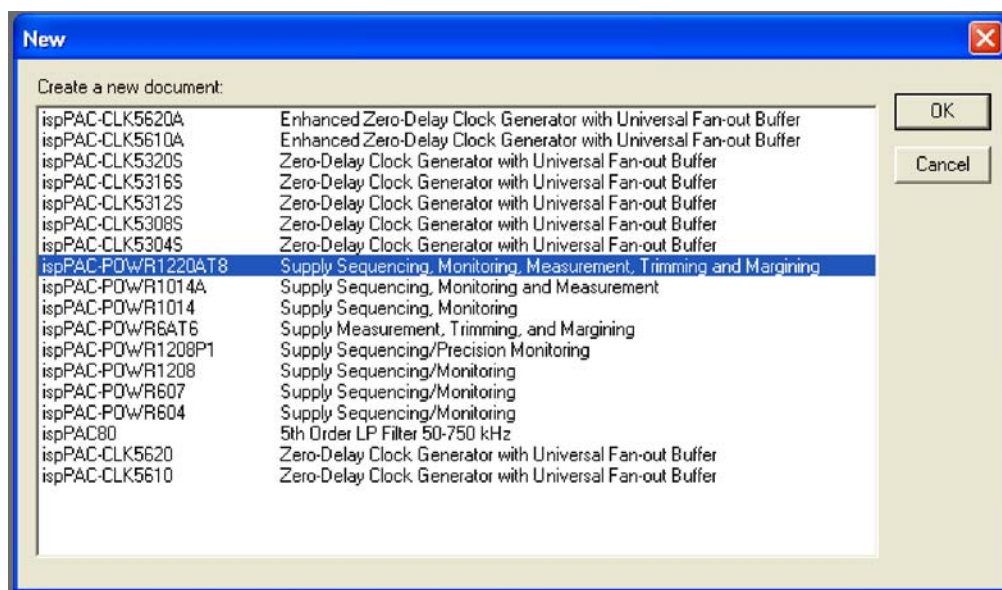 New
Create a new document:
ispPAC-CLK5620A Enhanced Zero-Delay Clock Generator with Universal Fan-out Buffer
ispPAC-CLK5610A Enhanced Zero-Delay Clock Generator with Universal Fan-out Buffer
ispPAC-CLK5320S Zero-Delay Clock Generator with Universal Fan-out Buffer
ispPAC-CLK5316S Zero-Delay Clock Generator with Universal Fan-out Buffer
ispPAC-CLK5312S Zero-Delay Clock Generator with Universal Fan-out Buffer
ispPAC-CLK5308S Zero-Delay Clock Generator with Universal Fan-out Buffer
ispPAC-CLK5304S Zero-Delay Clock Generator with Universal Fan-out Buffer
ispPAC-POWR1220AT8 Supply Sequencing, Monitoring, Measurement, Trimming and Margining
ispPAC-POWR1014A Supply Sequencing, Monitoring and Measurement
ispPAC-POWR1014 Supply Sequencing, Monitoring
ispPAC-POWR6AT6 Supply Measurement, Trimming, and Margining
ispPAC-POWR1208P1 Supply Sequencing/Precision Monitoring
ispPAC-POWR1208 Supply Sequencing/Monitoring
ispPAC-POWR607 Supply Sequencing/Monitoring
ispPAC-POWR604 Supply Sequencing/Monitoring
ispPAC80 5th Order LP Filter 50-750 kHz
ispPAC-CLK5620 Zero-Delay Clock Generator with Universal Fan-out Buffer
ispPAC-CLK5610 Zero-Delay Clock Generator with Universal Fan-out Buffer
OK
Cancel